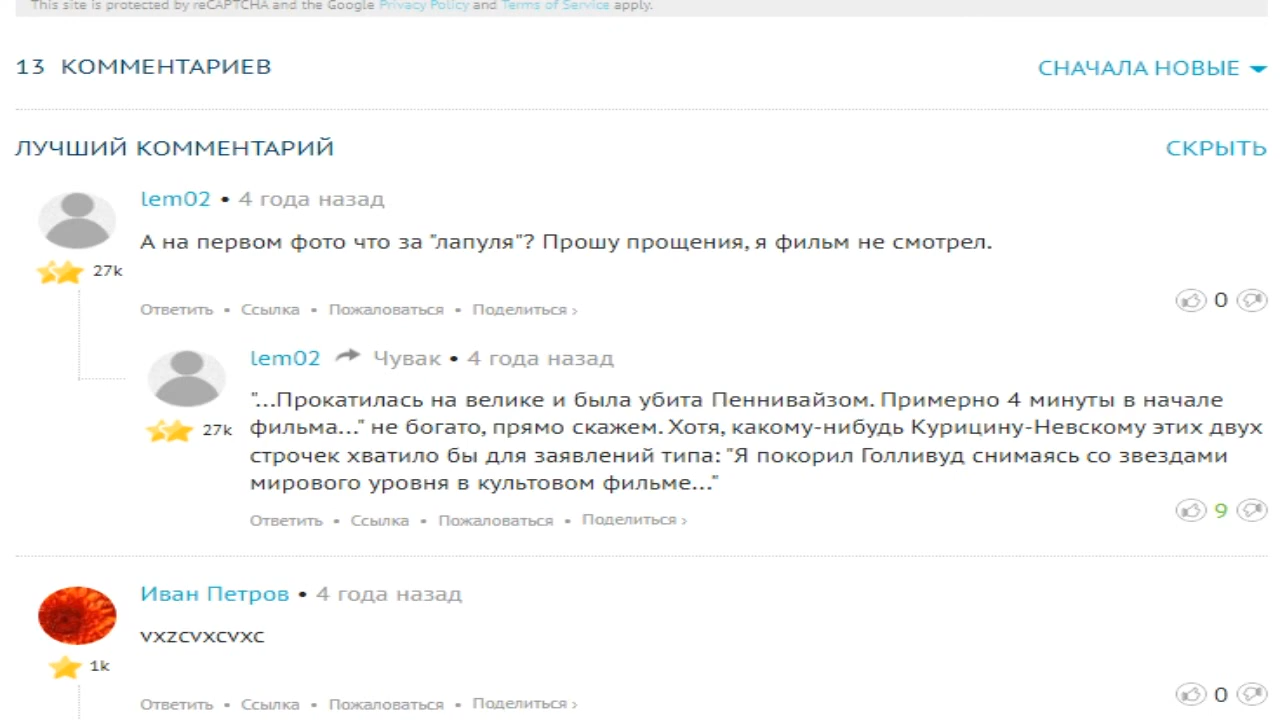 This site is protected by reCAPTCHA and the Google Privacy Policy and Terms of Service apply.
13 КОММЕНТАРИЕВ
СНАЧАЛА НОВЫЕ
ЛУЧШИЙ КОММЕНТАРИЙ
СКРЫТЬ
lem02 • 4 года назад
А на первом фото что за "лапуля"? Прошу прощения, я фильм не смотрел.
27k
Ответить • Ссылка • Пожаловаться • Поделиться ›
0
lem02 Чувак • 4 года назад
"...Прокатилась на велике и была убита Пеннивайзом. Примерно 4 минуты в начале
27k
фильма..." не богато, прямо скажем. Хотя, какому-нибудь Курицину-Невскому этих двух
строчек хватило бы для заявлений типа: "Я покорил Голливуд снимаясь со звездами
мирового уровня в культовом фильме..."
Ответить • Ссылка • Пожаловаться • Поделиться ›
9
Иван Петров • 4 года назад
vxzcvxcvxc
1k
Ответить • Ссылка • Пожаловаться • Поделиться ›
0